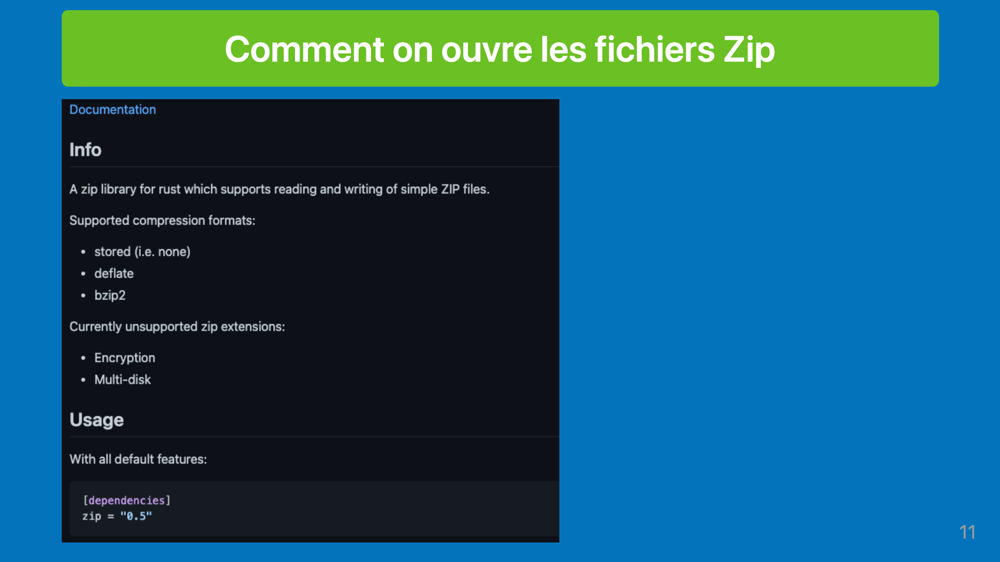 Comment on ouvre les fichiers Zip
Documentation
Info
A zip library for rust which supports reading and writing of simple ZIP files.
Supported compression formats:
• stored (i.e. none)
• deflate
• bzip2
Currently unsupported zip extensions:
• Encryption
• Multi-disk
Usage
With all default features:
[dependencies]
zip = "0.5"
11